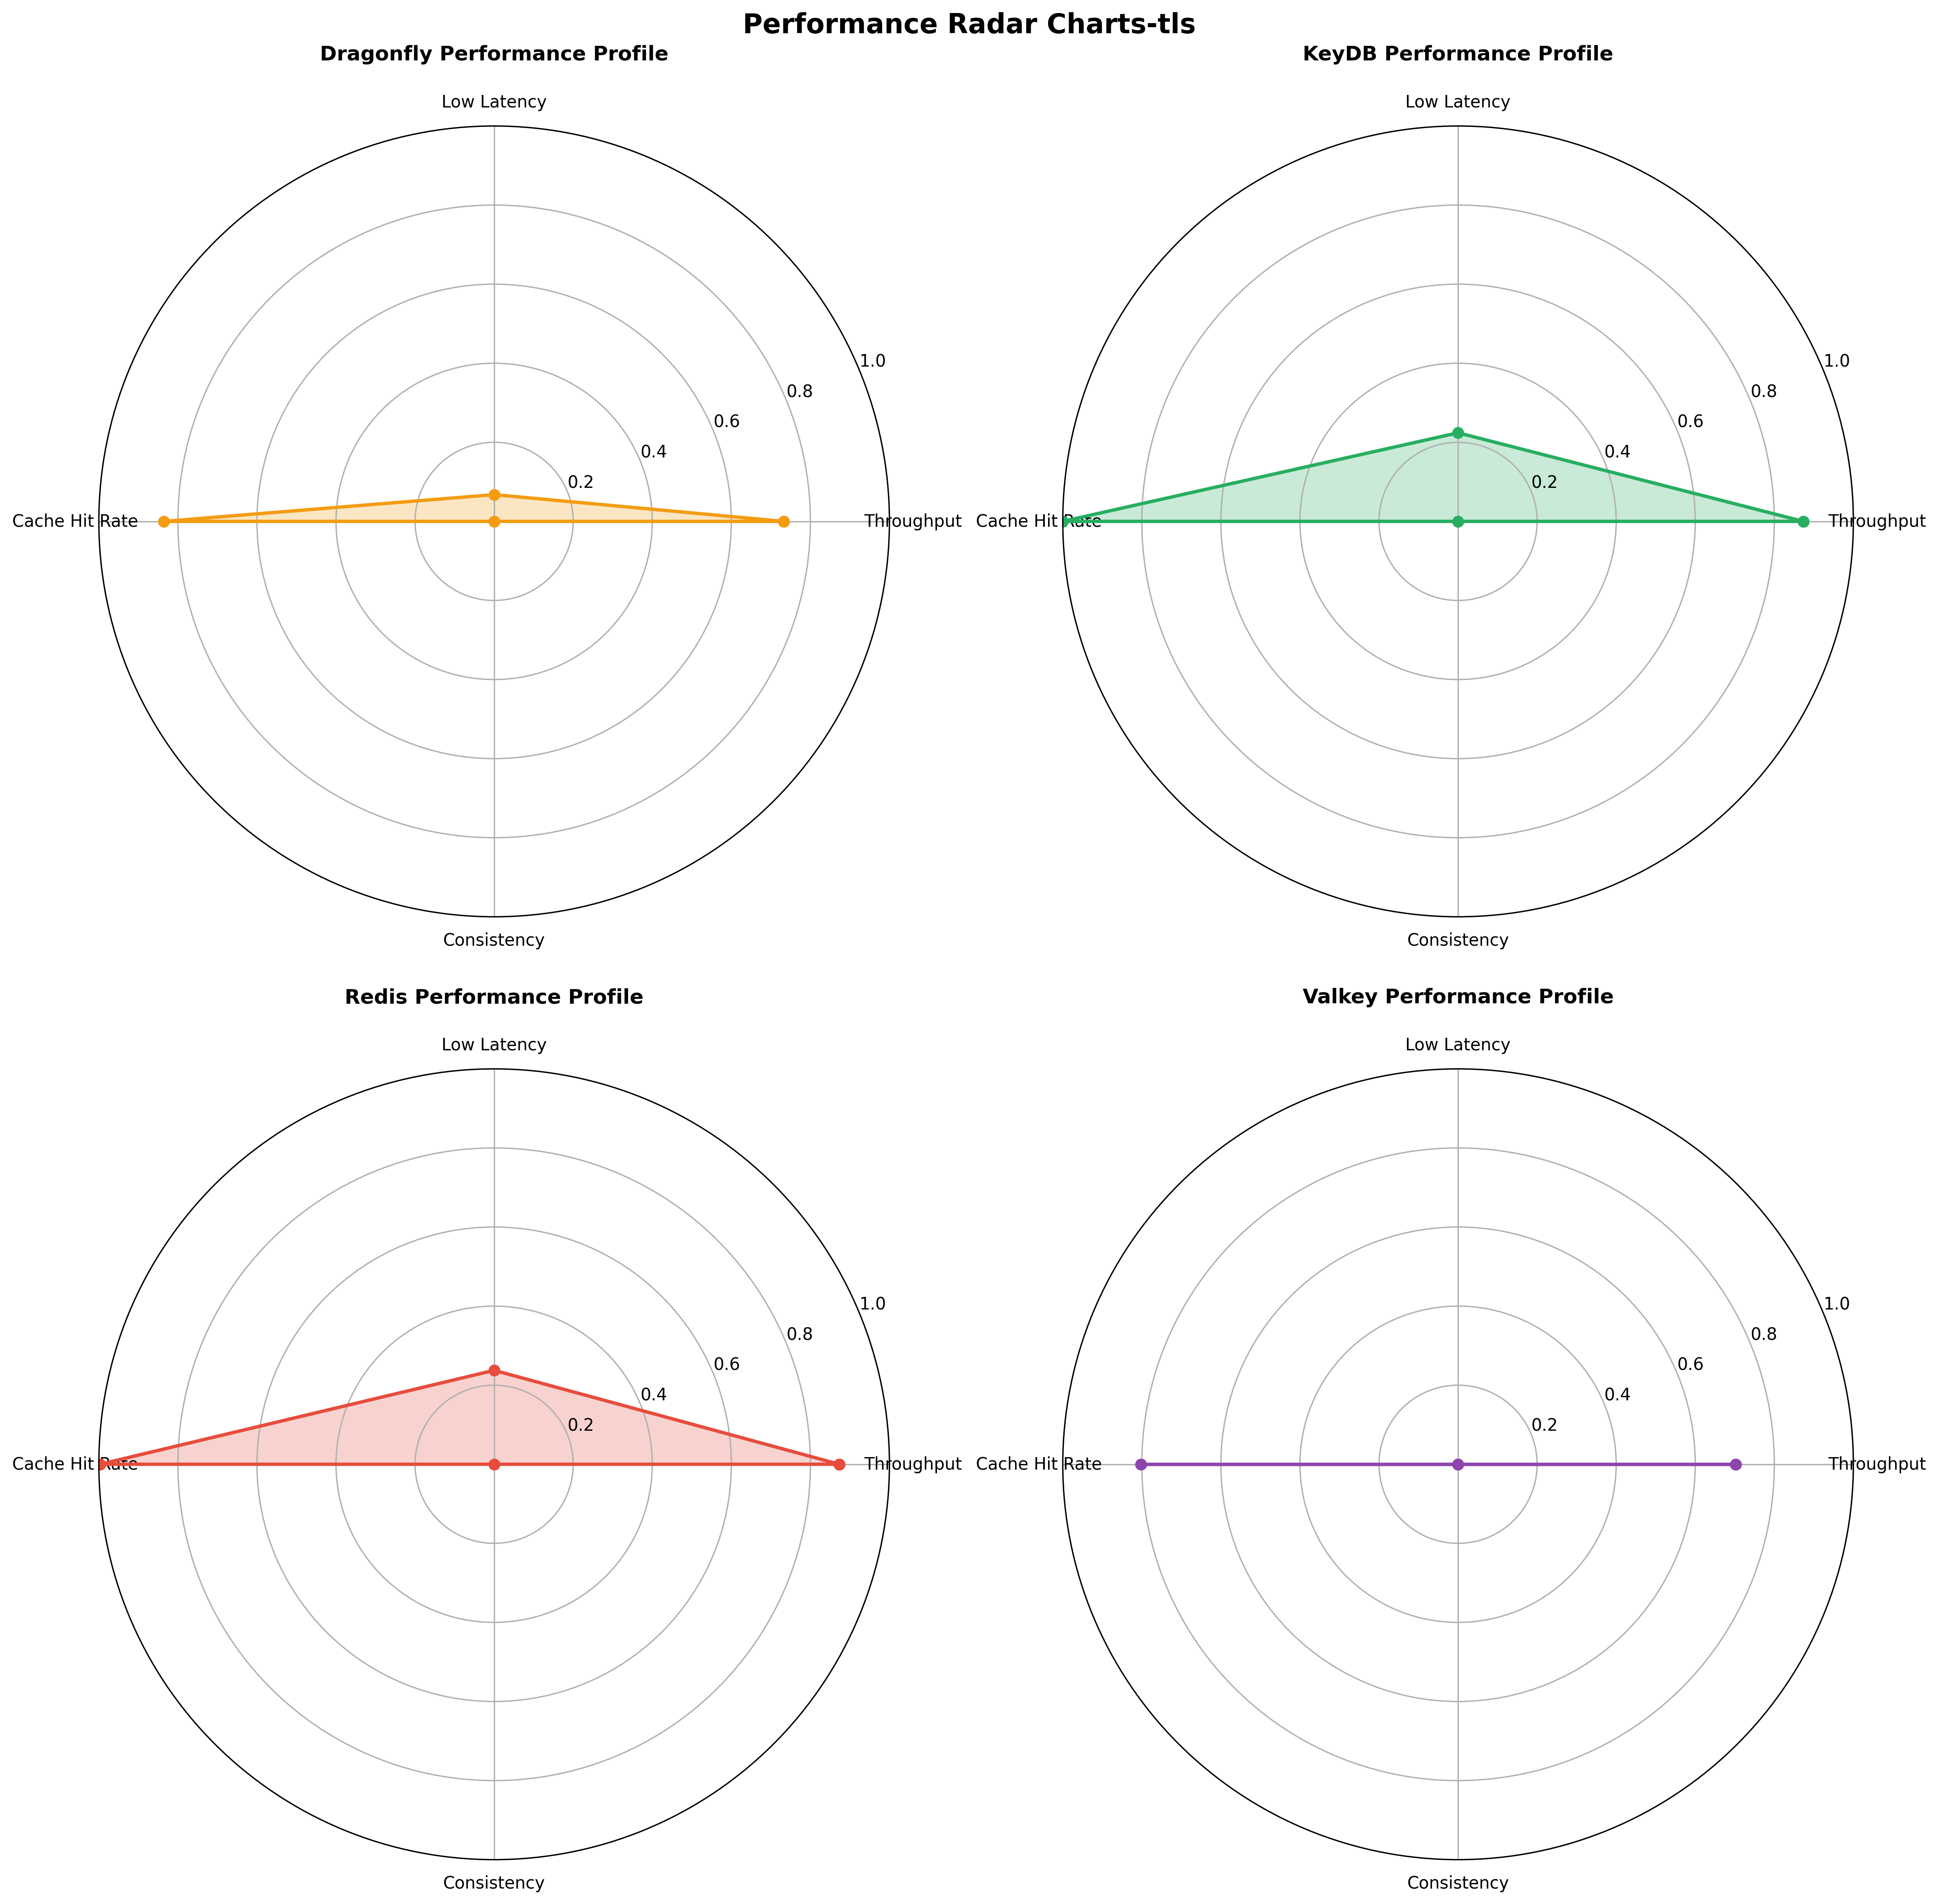 Performance Radar Charts-tls
Dragonfly Performance Profile
Low Latency
1.0
0.8
0.6
0.4
0.2
Cache Hit Rate
Throughput
Consistency
KeyDB Performance Profile
Low Latency
1.0
0.8
0.6
0.4
0.2
Cache Hit Rate
Throughput
Consistency
Redis Performance Profile
Low Latency
1.0
0.8
0.6
0.4
0.2
Cache Hit Rate
Throughput
Consistency
Valkey Performance Profile
Low Latency
1.0
0.8
0.6
0.4
0.2
Cache Hit Rate
Throughput
Consistency